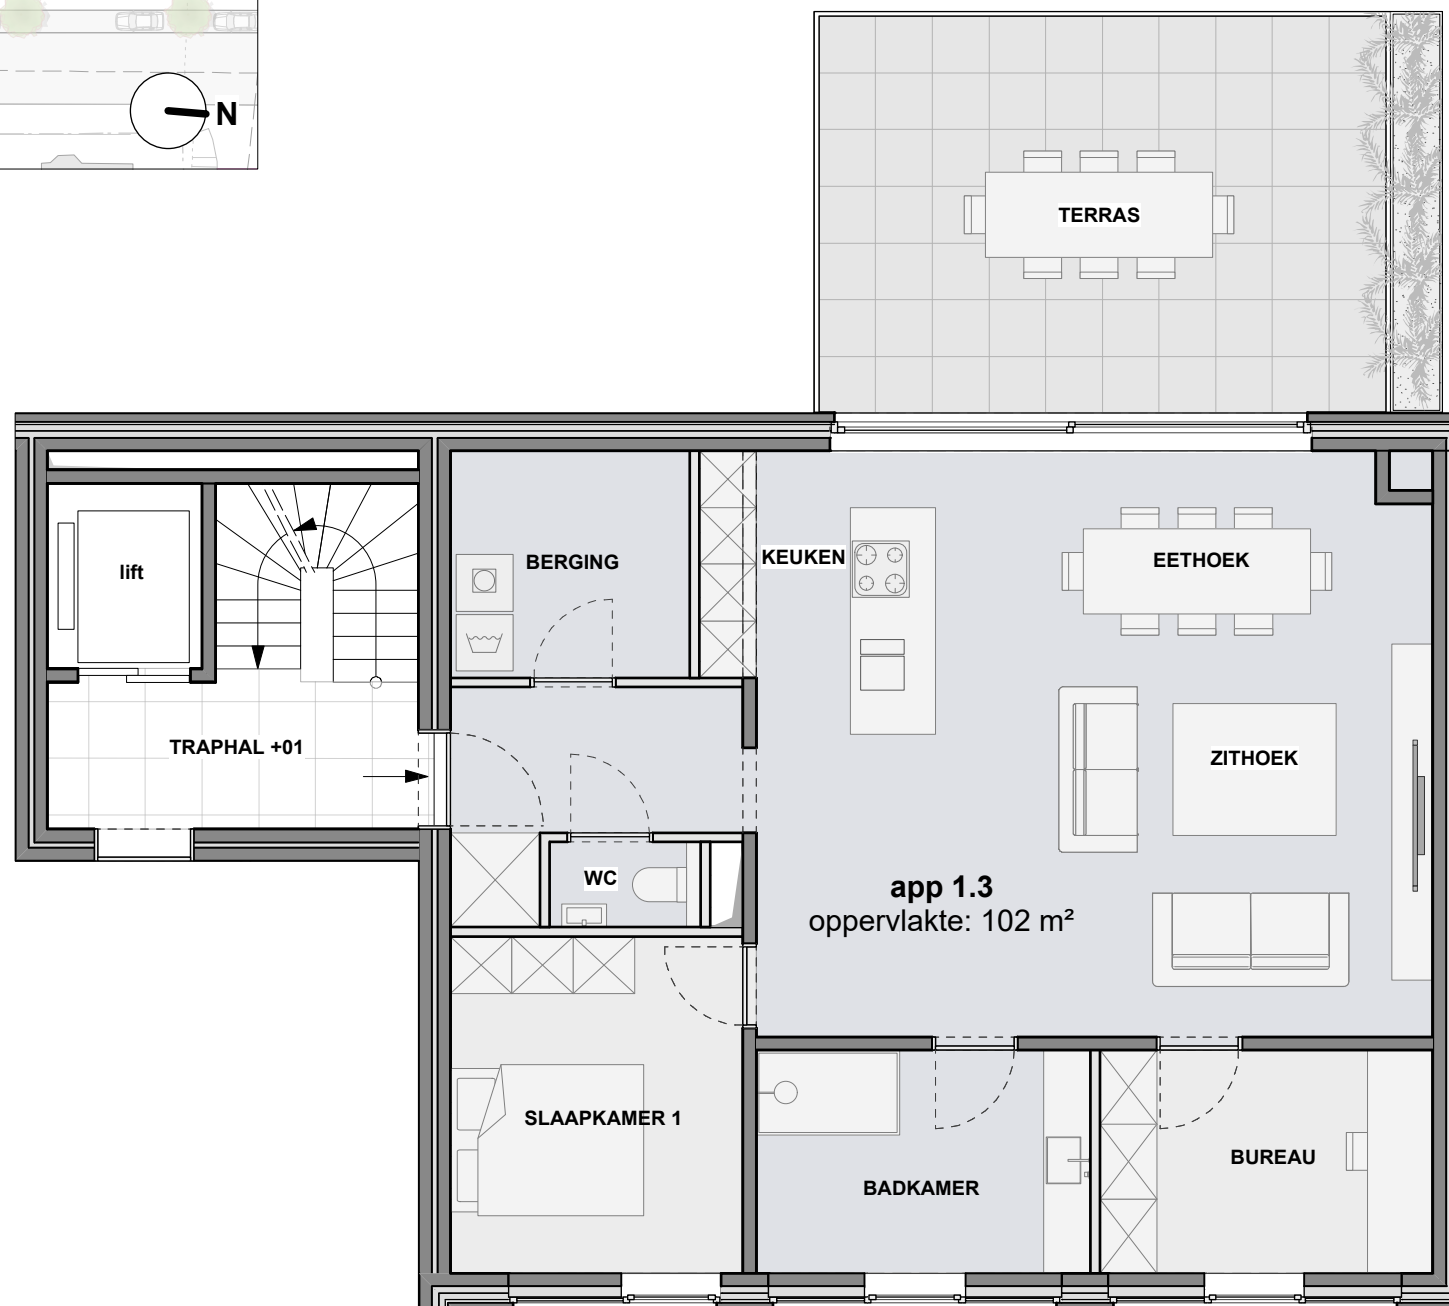 N
TERRAS
BERGING
KEUKEN
EETHOEK
lift
TRAPHAL +01
ZITHOEK
WC
app 1.3
oppervlakte: 102 m²
SLAAPKAMER 1
BADKAMER
BUREAU